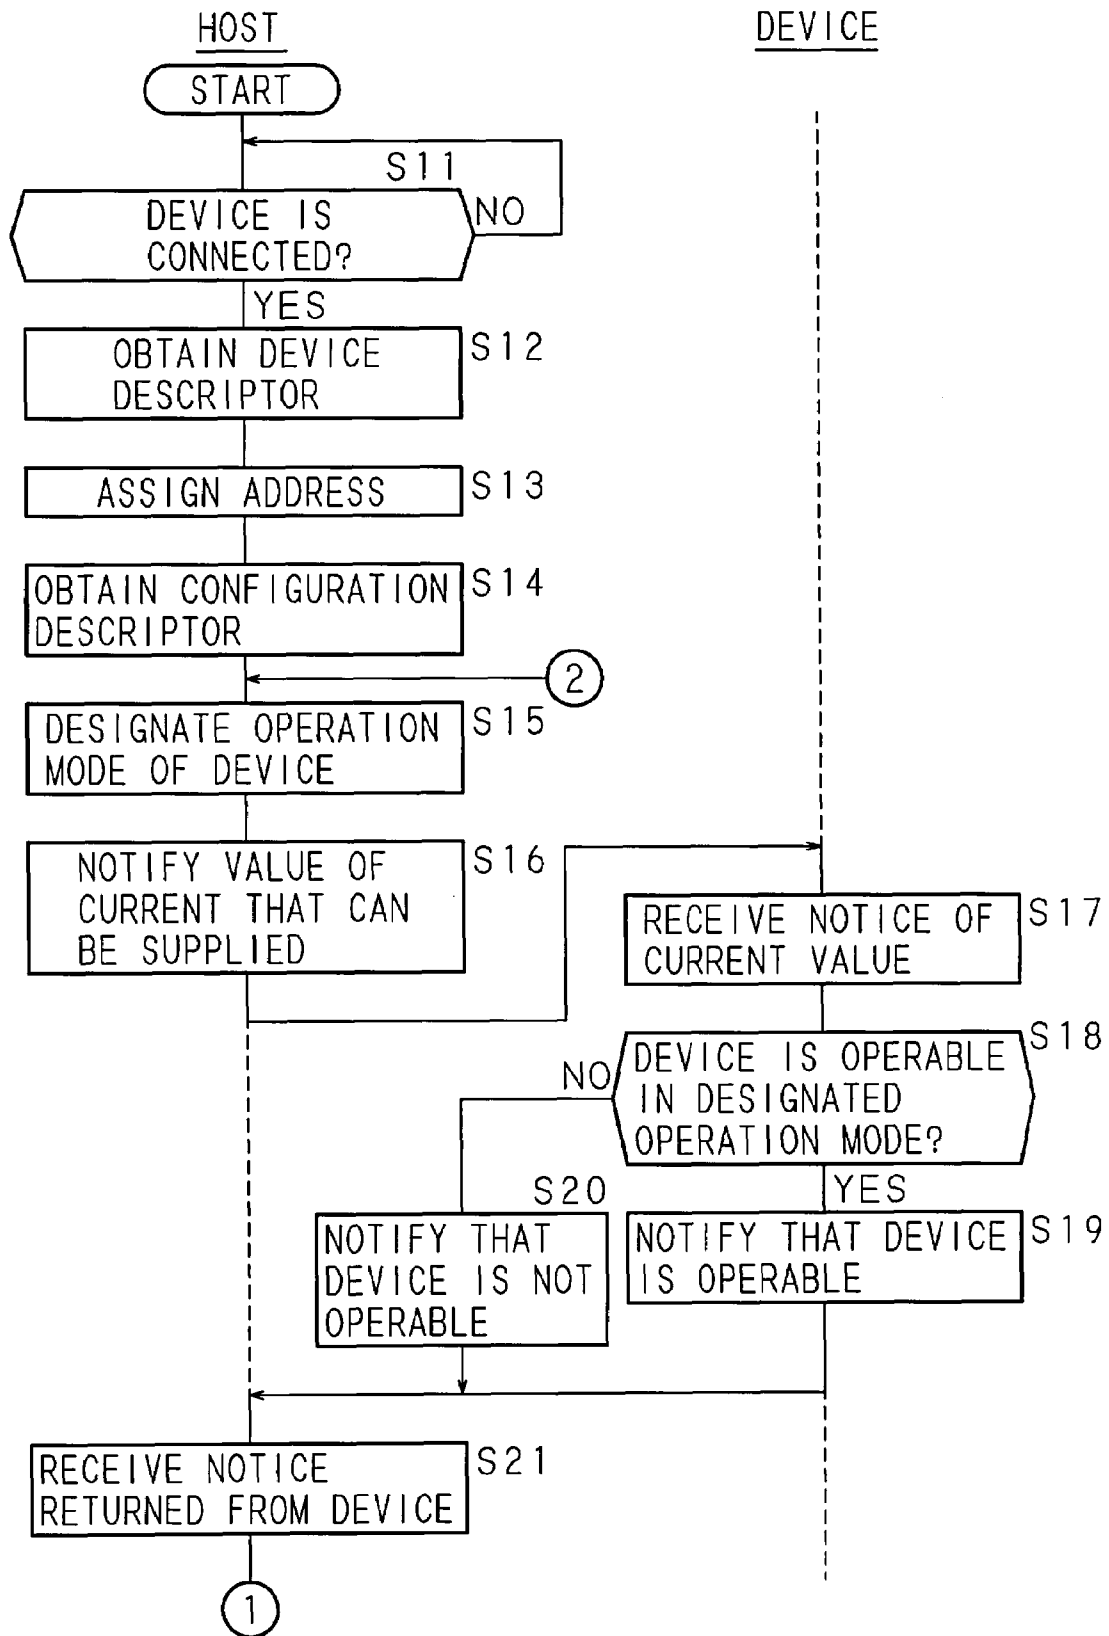 HOST
DEVICE
START
S11
DEVICE IS
CONNECTED?
NO
YES
OBTAIN DEVICE
DESCRIPTOR
S12
ASSIGN ADDRESS
S13
OBTAIN CONFIGURATION
DESCRIPTOR
S14
2
DESIGNATE OPERATION
MODE OF DEVICE
S15
NOTIFY VALUE OF
CURRENT THAT CAN
BE SUPPLIED
S16
RECEIVE NOTICE OF
CURRENT VALUE
S17
S18
DEVICE IS OPERABLE
IN DESIGNATED
OPERATION MODE?
NO
YES
S20
NOTIFY THAT
DEVICE IS NOT
OPERABLE
NOTIFY THAT DEVICE
IS OPERABLE
S19
RECEIVE NOTICE
RETURNED FROM DEVICE
S21
1